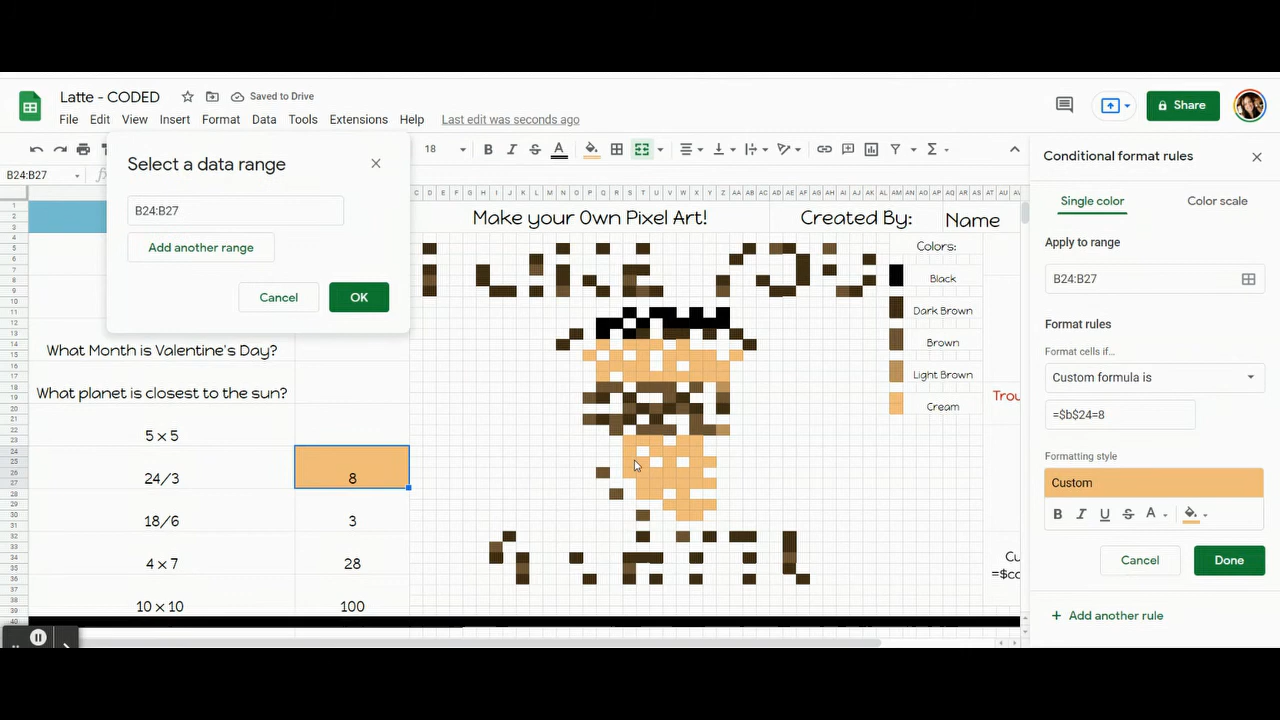 Latte - CODED
Saved to Drive
File Edit View Insert Format Data Tools Extensions Help Last edit was seconds ago
Share
18
B24:B27
Select a data range
B24:B27
Add another range
Cancel OK
Make your Own Pixel Art! Created By: Name
Colors:
Black
Dark Brown
Brown
Light Brown
Cream
Trou
What Month is Valentine's Day?
What planet is closest to the sun?
5 x 5
24/3 8
18/6 3
4 x 7 28
10 x 10 100
Cu
=$co
Conditional format rules
Single color Color scale
Apply to range
B24:B27
Format rules
Format cells if…
Custom formula is
=$b$24=8
Formatting style
Custom
B I U S A
Cancel Done
+ Add another rule